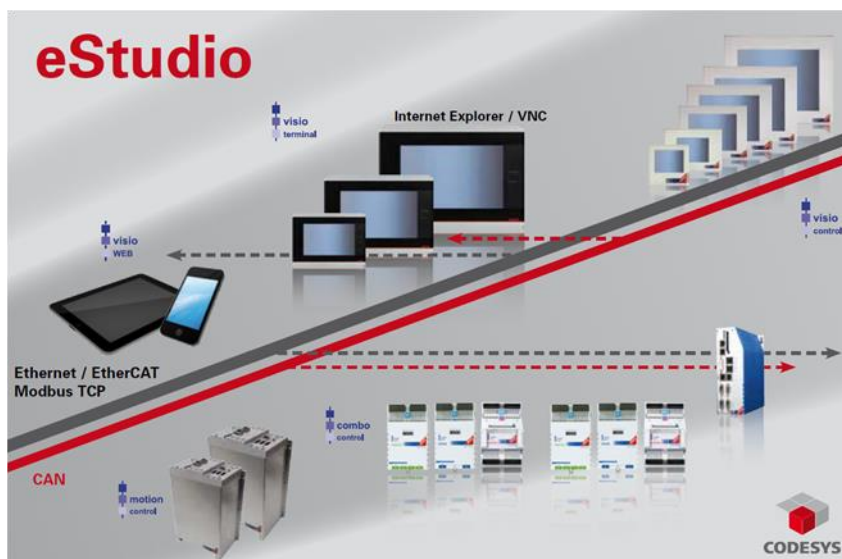 eStudio
Internet Explorer / VNC
visio
terminal
visio
control
visio
WEB
Ethernet / EtherCAT
Modbus TCP
combo
control
CAN
motion
control
CODESYS